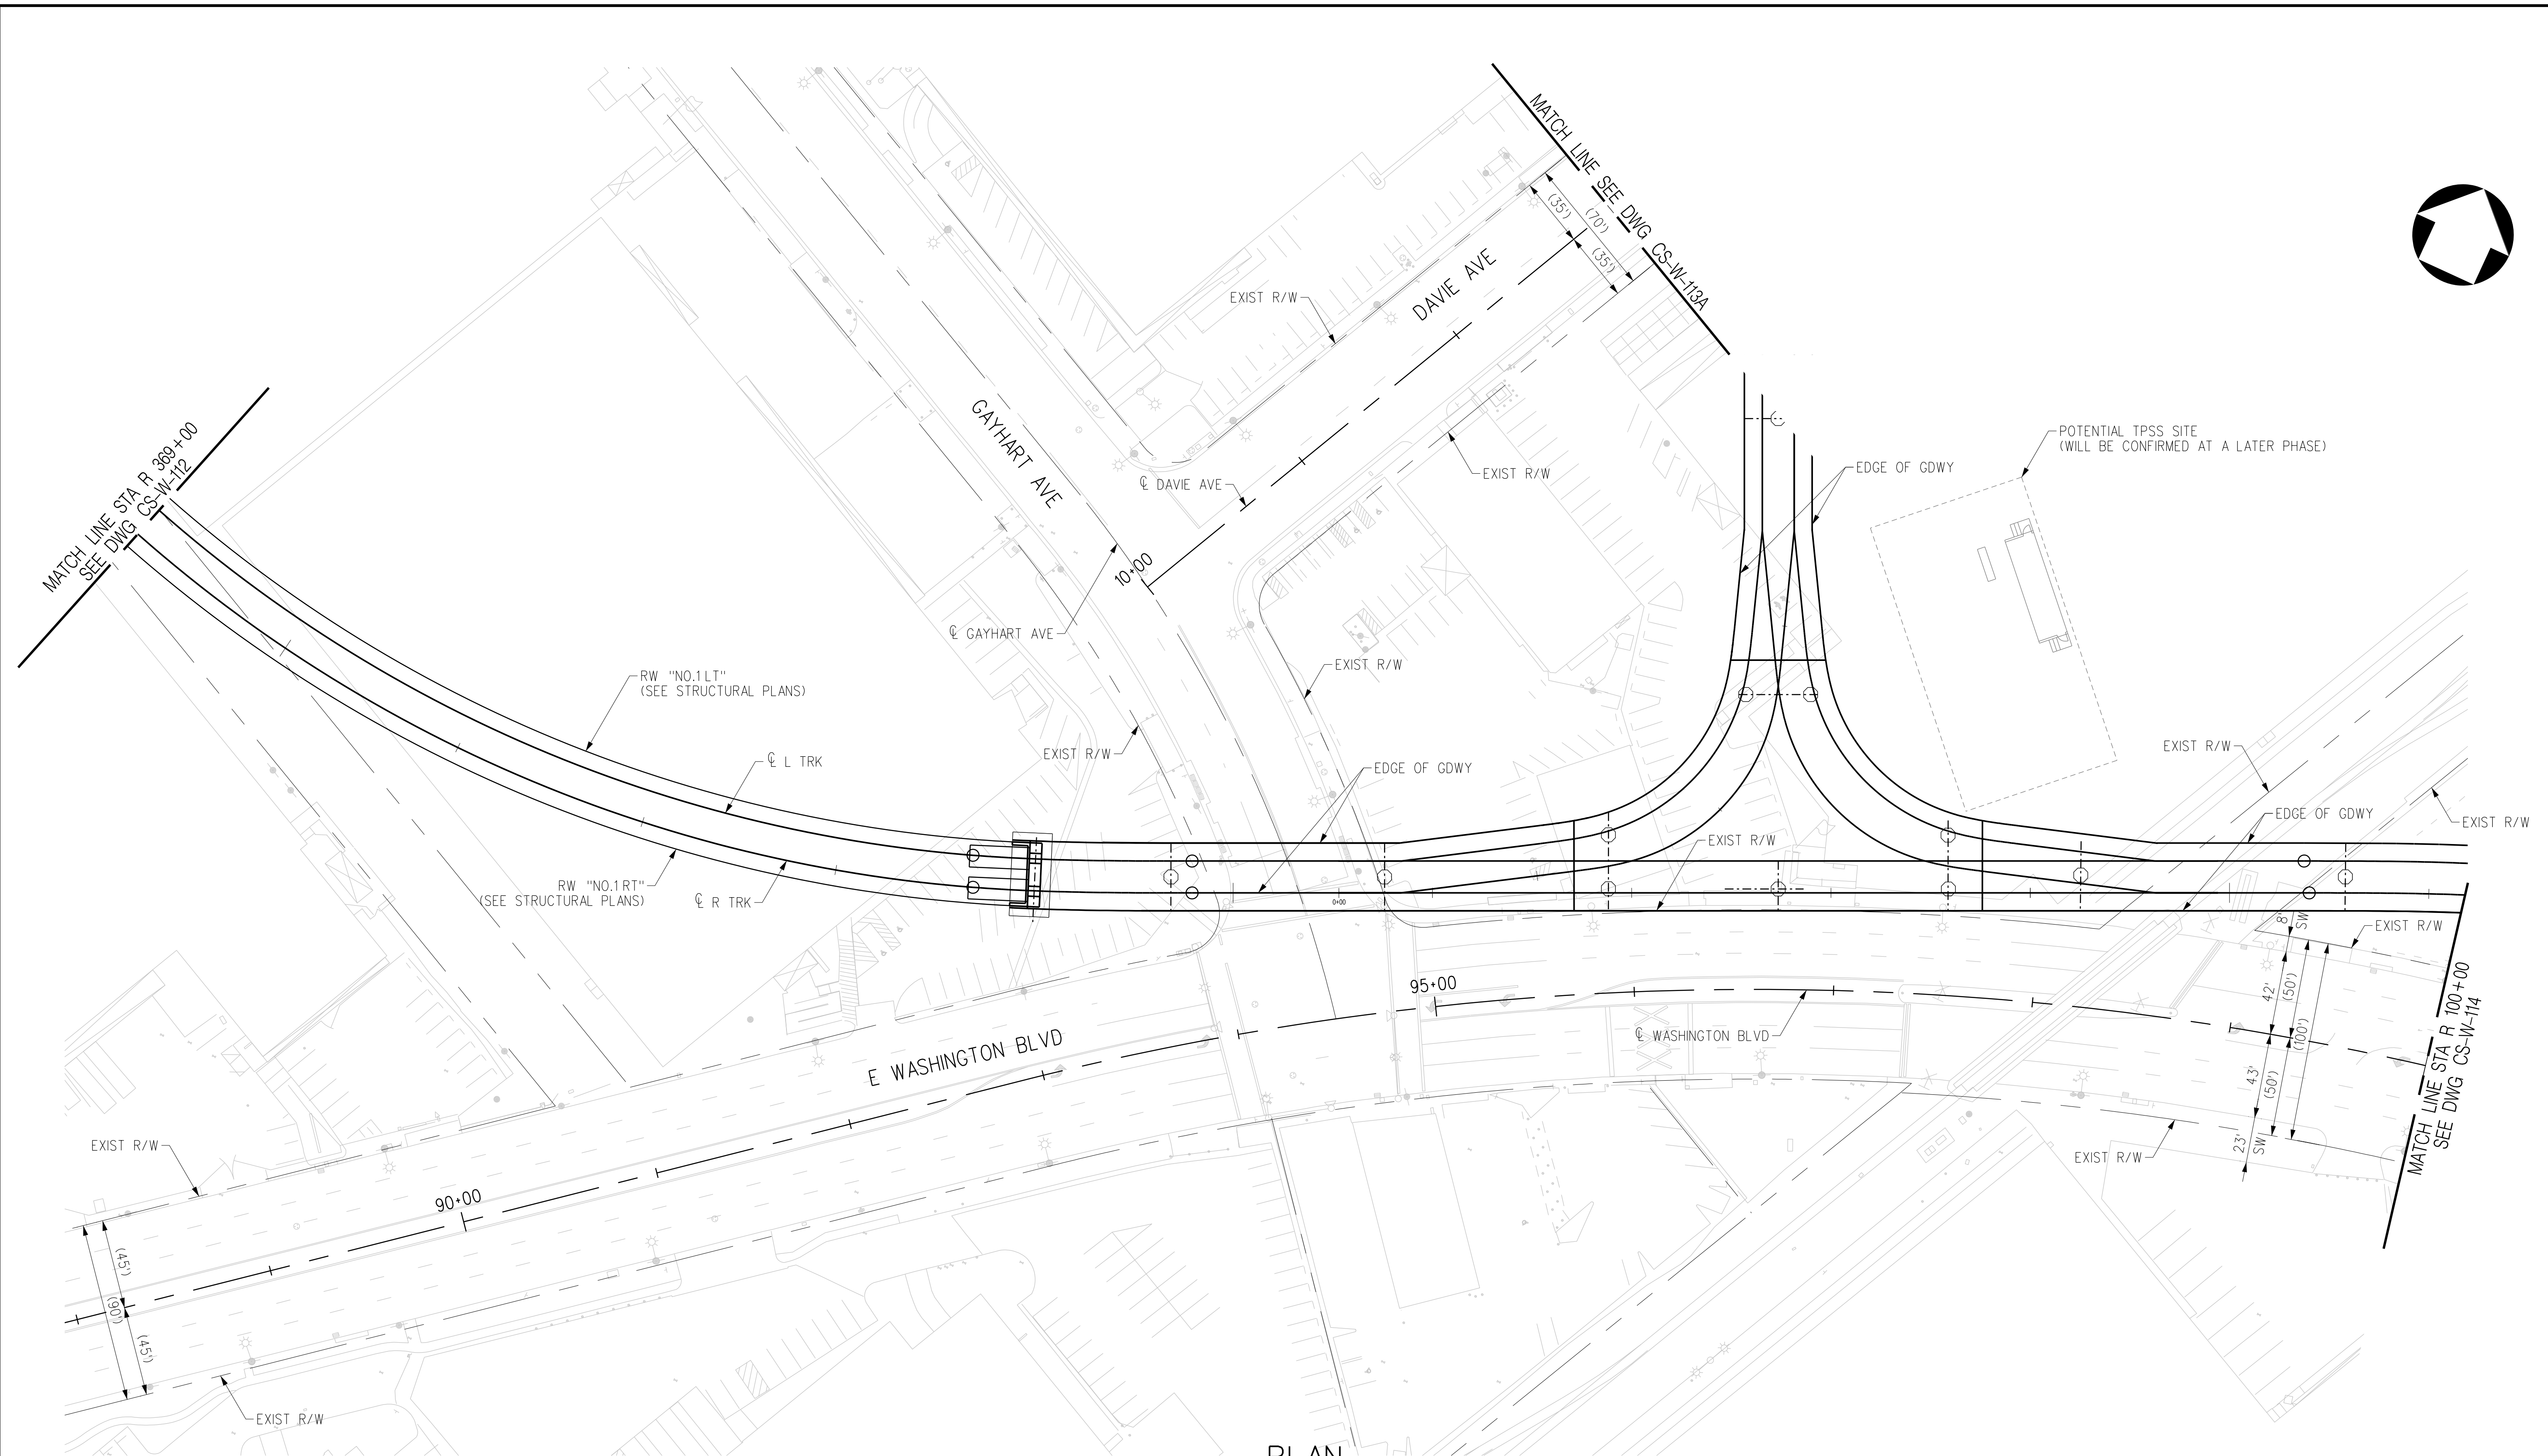 MATCH LINE SEE DWG CS-W-113A
(35')
(70')
(35')
DAVIE AVE
EXIST R/W
EXIST R/W
℄ DAVIE AVE
GAYHART AVE
10+00
℄ GAYHART AVE
MATCH LINE STA R 369+00
SEE DWG CS-W-112
POTENTIAL TPSS SITE
(WILL BE CONFIRMED AT A LATER PHASE)
EDGE OF GDWY
RW "NO.1 LT"
(SEE STRUCTURAL PLANS)
EXIST R/W
EXIST R/W
℄ L TRK
EDGE OF GDWY
EXIST R/W
EXIST R/W
EDGE OF GDWY
EXIST R/W
RW "NO.1 RT"
(SEE STRUCTURAL PLANS)
℄ R TRK
0+00
EXIST R/W
8'
SW
95+00
42'
(50')
(100')
43'
(50')
23'
SW
℄ WASHINGTON BLVD
E WASHINGTON BLVD
EXIST R/W
MATCH LINE STA R 100+00
SEE DWG CS-W-114
EXIST R/W
90+00
(45')
(90')
(45')
EXIST R/W
PLAN